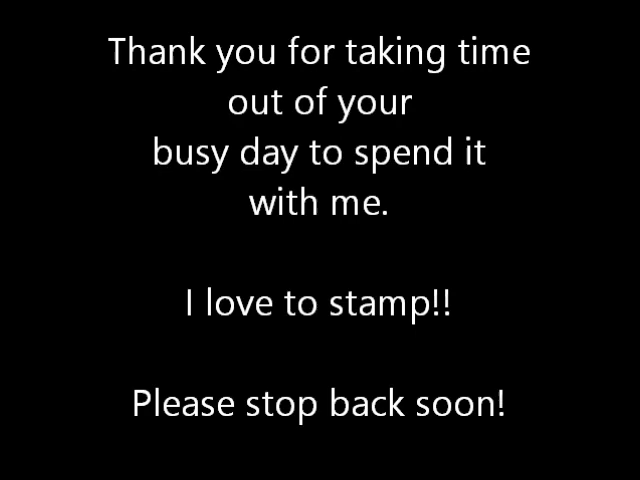 Thank you for taking time
out of your
busy day to spend it
with me.
I love to stamp!!
Please stop back soon!